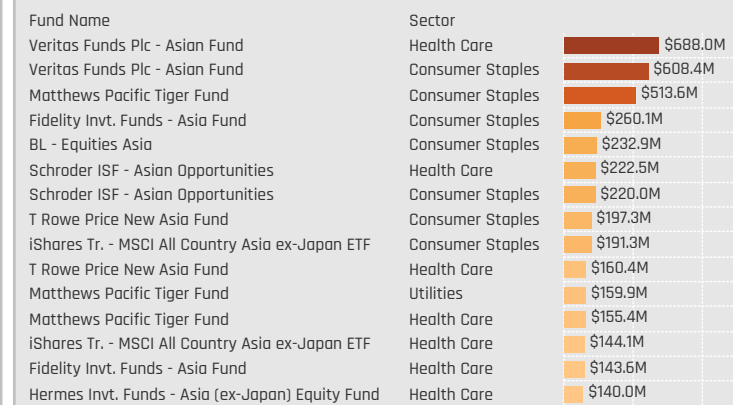 Fund Name Sector
Veritas Funds Plc - Asian Fund Health Care $688.0M
Veritas Funds Plc - Asian Fund Consumer Staples $608.4M
Matthews Pacific Tiger Fund Consumer Staples $513.6M
Fidelity Invt. Funds - Asia Fund Consumer Staples $260.1M
BL - Equities Asia Consumer Staples $232.9M
Schroder ISF - Asian Opportunities Health Care $222.5M
Schroder ISF - Asian Opportunities Consumer Staples $220.0M
T Rowe Price New Asia Fund Consumer Staples $197.3M
iShares Tr. - MSCI All Country Asia ex-Japan ETF Consumer Staples $191.3M
T Rowe Price New Asia Fund Health Care $160.4M
Matthews Pacific Tiger Fund Utilities $159.9M
Matthews Pacific Tiger Fund Health Care $155.4M
iShares Tr. - MSCI All Country Asia ex-Japan ETF Health Care $144.1M
Fidelity Invt. Funds - Asia Fund Health Care $143.6M
Hermes Invt. Funds - Asia (ex-Japan) Equity Fund Health Care $140.0M